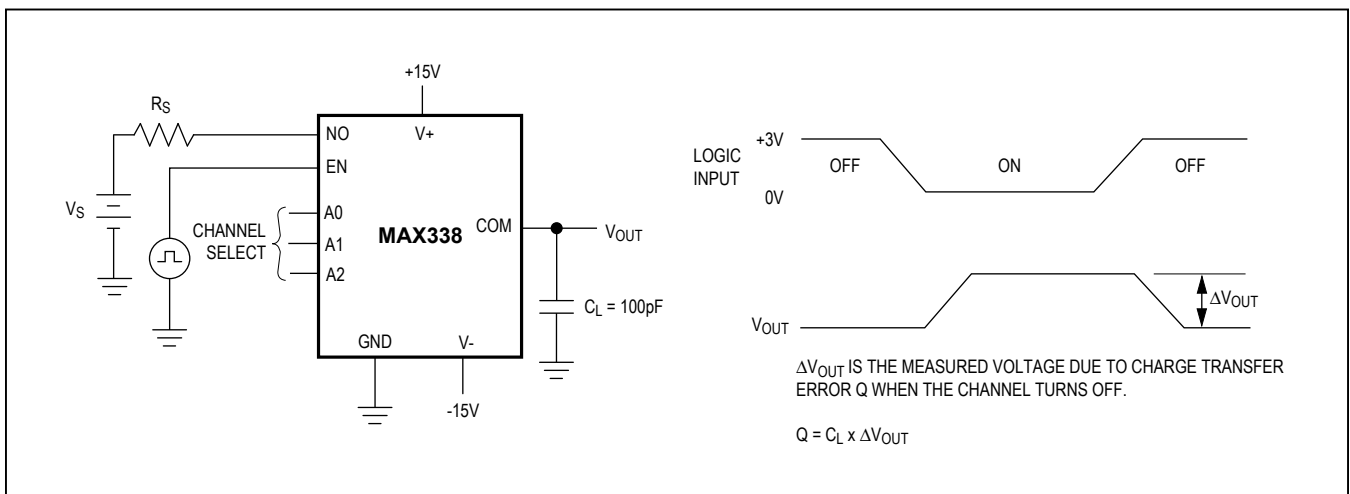 +15V
RS
NO
V+
EN
VS
CHANNEL
SELECT
A0
A1
A2
MAX338
COM
VOUT
CL = 100pF
GND
V-
-15V
LOGIC
INPUT
+3V
0V
OFF
ON
OFF
VOUT
ΔVOUT
ΔVOUT IS THE MEASURED VOLTAGE DUE TO CHARGE TRANSFER
ERROR Q WHEN THE CHANNEL TURNS OFF.
Q = CL x ΔVOUT